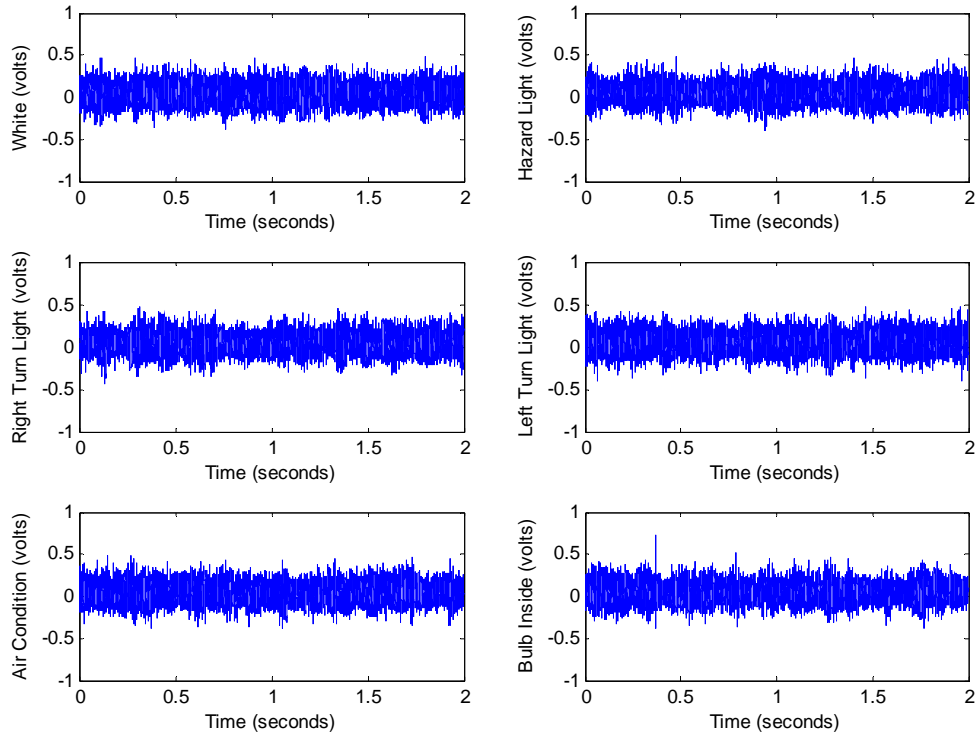 White (volts)
1
0.5
0
-0.5
-1
0 0.5 1 1.5 2
Time (seconds)
Hazard Light (volts)
1
0.5
0
-0.5
-1
0 0.5 1 1.5 2
Time (seconds)
Right Turn Light (volts)
1
0.5
0
-0.5
-1
0 0.5 1 1.5 2
Time (seconds)
Left Turn Light (volts)
1
0.5
0
-0.5
-1
0 0.5 1 1.5 2
Time (seconds)
Air Condition (volts)
1
0.5
0
-0.5
-1
0 0.5 1 1.5 2
Time (seconds)
Bulb Inside (volts)
1
0.5
0
-0.5
-1
0 0.5 1 1.5 2
Time (seconds)